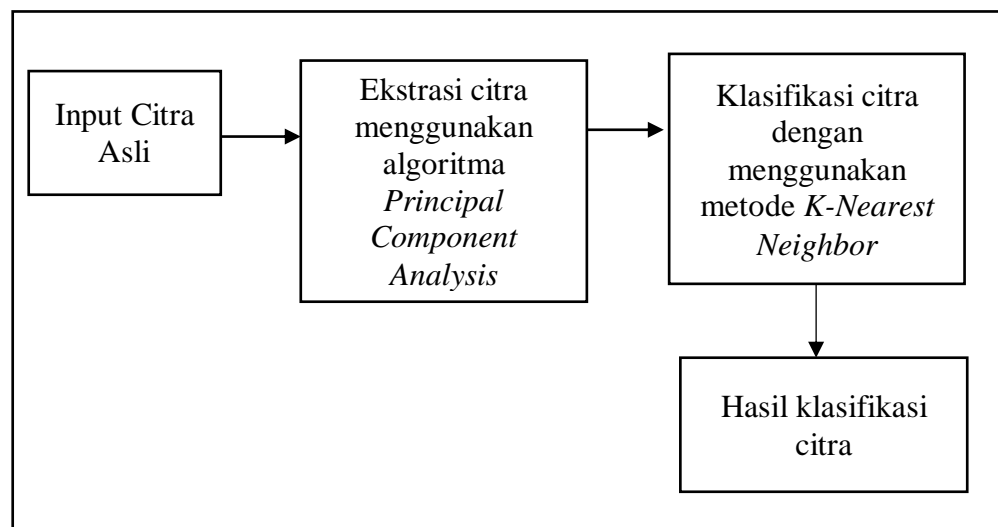 Input Citra
Asli
Ekstrasi citra
menggunakan
algoritma
Principal
Component
Analysis
Klasifikasi citra
dengan
menggunakan
metode K-Nearest
Neighbor
Hasil klasifikasi
citra